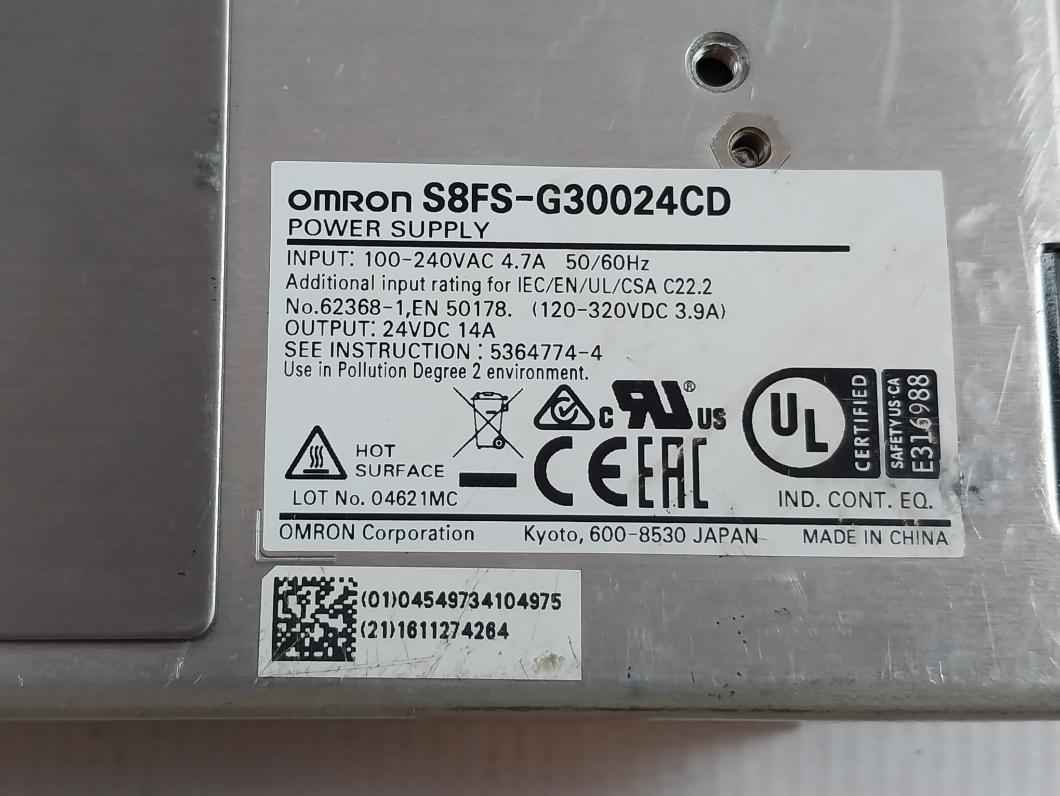 omron S8FS-G30024CD
POWER SUPPLY
INPUT: 100-240VAC 4.7A 50/60Hz
Additional input rating for IEC/EN/UL/CSA C22.2
No.62368-1,EN 50178. (120-320VDC 3.9A)
OUTPUT: 24VDC 14A
SEE INSTRUCTION : 5364774-4
Use in Pollution Degree 2 environment.
HOT
SURFACE
c RU® US
CE EAC
UL CERTIFIED
SAFETY US-CA
E316988
LOT No. 04621MC
IND. CONT. EQ.
OMRON Corporation Kyoto, 600-8530 JAPAN MADE IN CHINA
(01)04549734104975
(21)1611274264